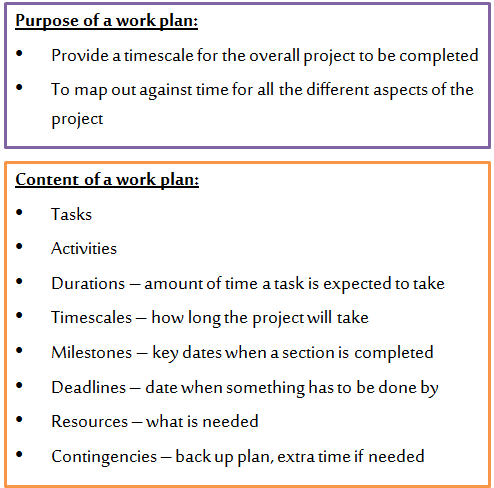 Purpose of a work plan:
• Provide a timescale for the overall project to be completed
• To map out against time for all the different aspects of the
project
Content of a work plan:
• Tasks
• Activities
• Durations – amount of time a task is expected to take
• Timescales – how long the project will take
• Milestones – key dates when a section is completed
• Deadlines – date when something has to be done by
• Resources – what is needed
• Contingencies – back up plan, extra time if needed